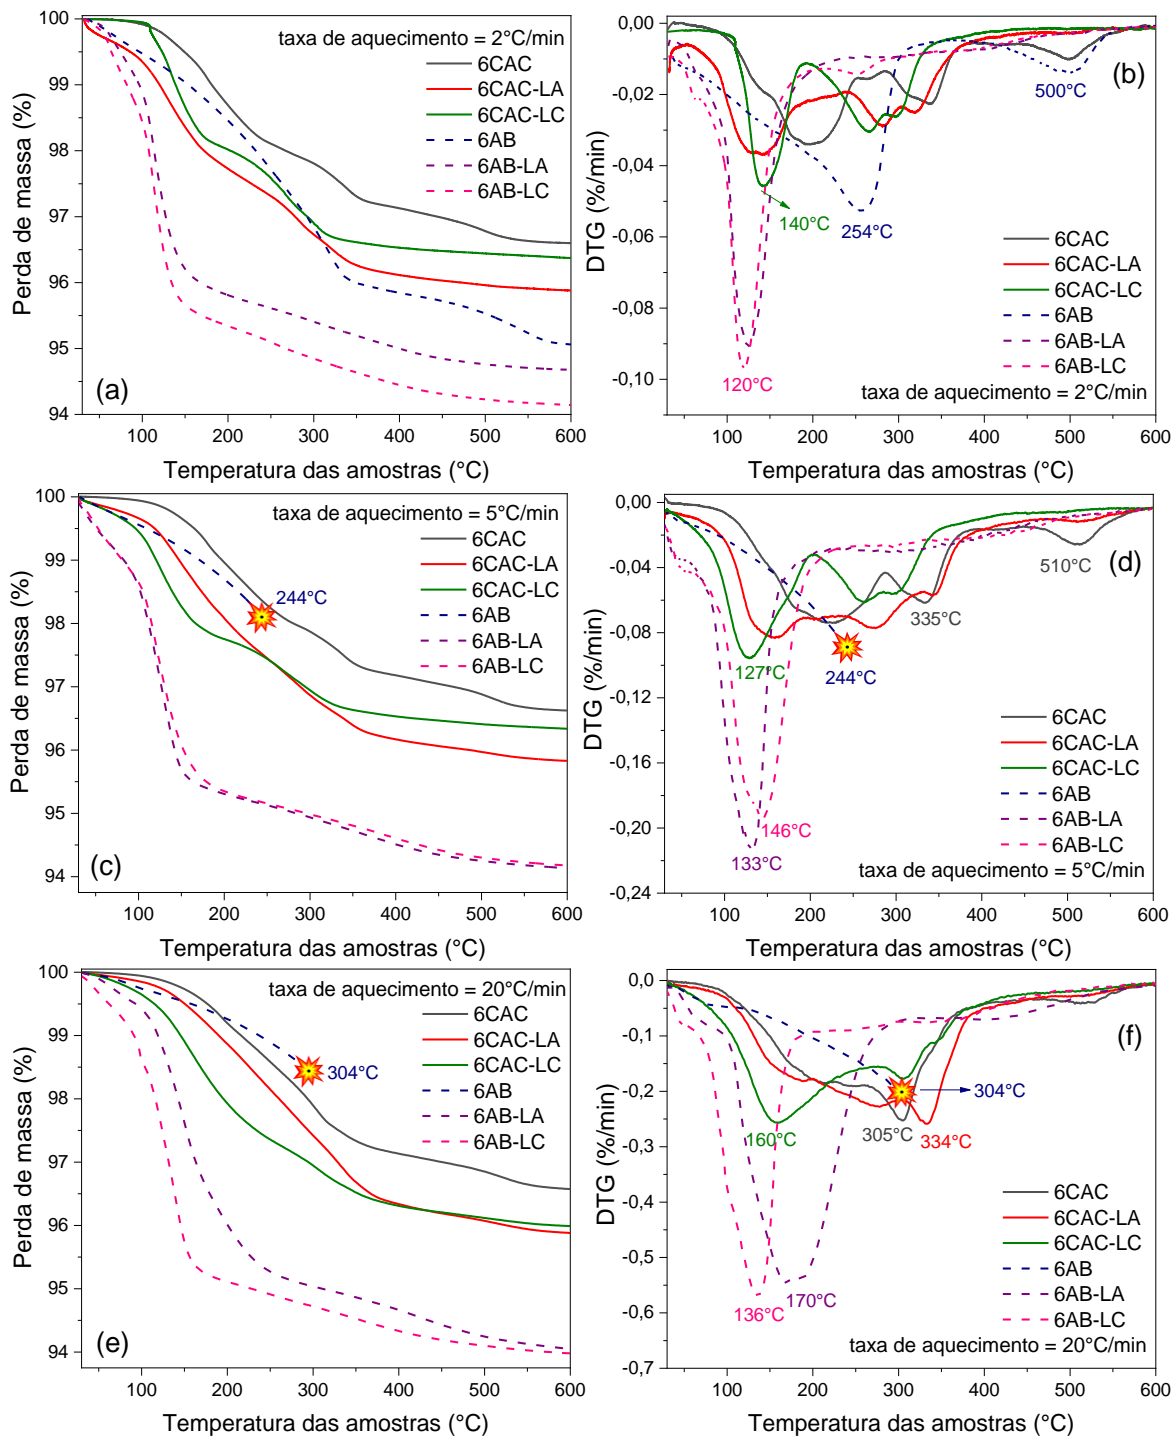 100
99
98
97
96
95
94
100
200
300
400
500
600
Perda de massa (%)
Temperatura das amostras (°C)
taxa de aquecimento = 2°C/min
6CAC
6CAC-LA
6CAC-LC
6AB
6AB-LA
6AB-LC
(a)
0,00
-0,02
-0,04
-0,06
-0,08
-0,10
100
200
300
400
500
600
DTG (%/min)
Temperatura das amostras (°C)
(b)
500°C
140°C
254°C
120°C
6CAC
6CAC-LA
6CAC-LC
6AB
6AB-LA
6AB-LC
taxa de aquecimento = 2°C/min
100
99
98
97
96
95
94
100
200
300
400
500
600
Perda de massa (%)
Temperatura das amostras (°C)
taxa de aquecimento = 5°C/min
6CAC
6CAC-LA
6CAC-LC
6AB
6AB-LA
6AB-LC
244°C
(c)
0,00
-0,04
-0,08
-0,12
-0,16
-0,20
-0,24
100
200
300
400
500
600
DTG (%/min)
Temperatura das amostras (°C)
(d)
510°C
335°C
127°C
244°C
146°C
133°C
6CAC
6CAC-LA
6CAC-LC
6AB
6AB-LA
6AB-LC
taxa de aquecimento = 5°C/min
100
99
98
97
96
95
94
100
200
300
400
500
600
Perda de massa (%)
Temperatura das amostras (°C)
taxa de aquecimento = 20°C/min
6CAC
6CAC-LA
6CAC-LC
6AB
6AB-LA
6AB-LC
304°C
(e)
0,0
-0,1
-0,2
-0,3
-0,4
-0,5
-0,6
-0,7
100
200
300
400
500
600
DTG (%/min)
Temperatura das amostras (°C)
(f)
304°C
160°C
305°C
334°C
136°C
170°C
6CAC
6CAC-LA
6CAC-LC
6AB
6AB-LA
6AB-LC
taxa de aquecimento = 20°C/min